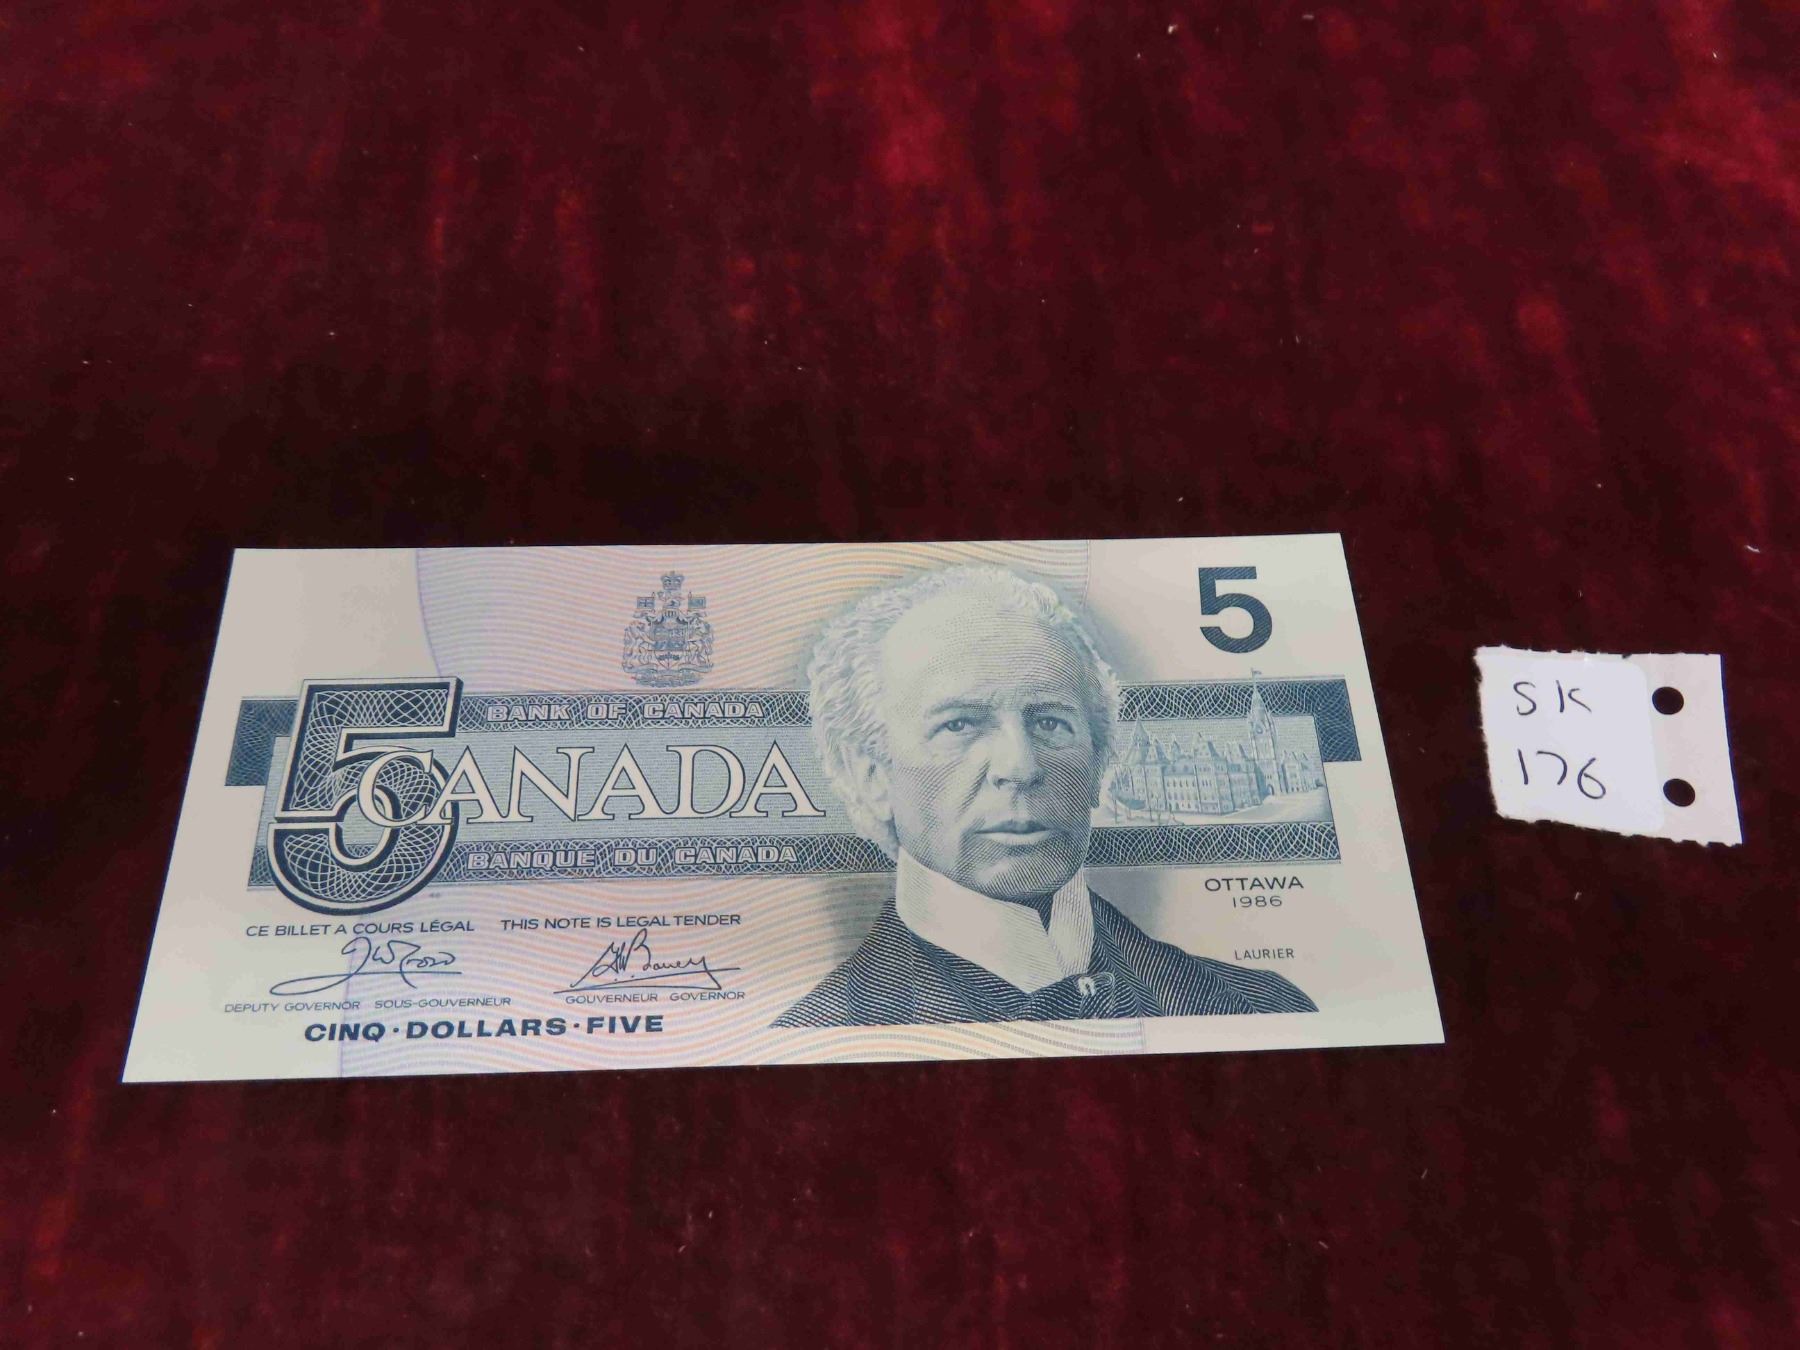 5
BANK OF CANADA
5 CANADA
BANQUE DU CANADA
OTTAWA
1986
CE BILLET A COURS LÉGAL THIS NOTE IS LEGAL TENDER
LAURIER
DEPUTY GOVERNOR SOUS-GOUVERNEUR GOUVERNEUR GOVERNOR
CINQ·DOLLARS·FIVE
SK
176